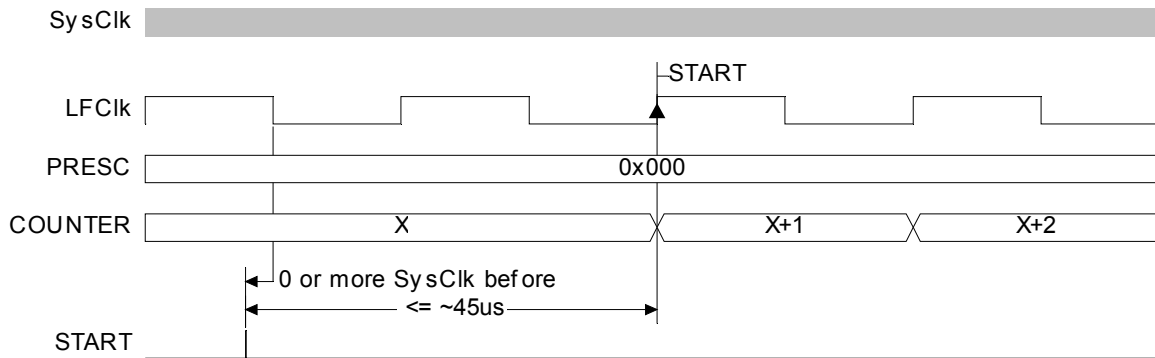 SysClk
START
LFClk
PRESC
0x000
COUNTER
X
X+1
X+2
0 or more SysClk before
<= ~45us
START